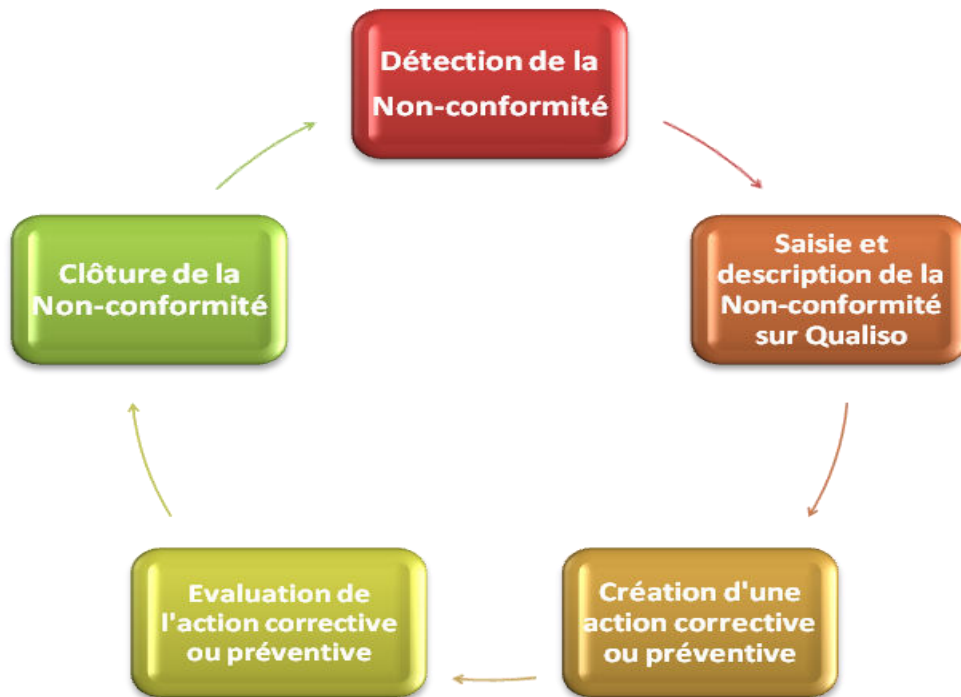 Détection de la
Non-conformité
Saisie et
description de la
Non-conformité
sur Qualiso
Création d'une
action corrective
ou préventive
Evaluation de
l'action corrective
ou préventive
Clôture de la
Non-conformité